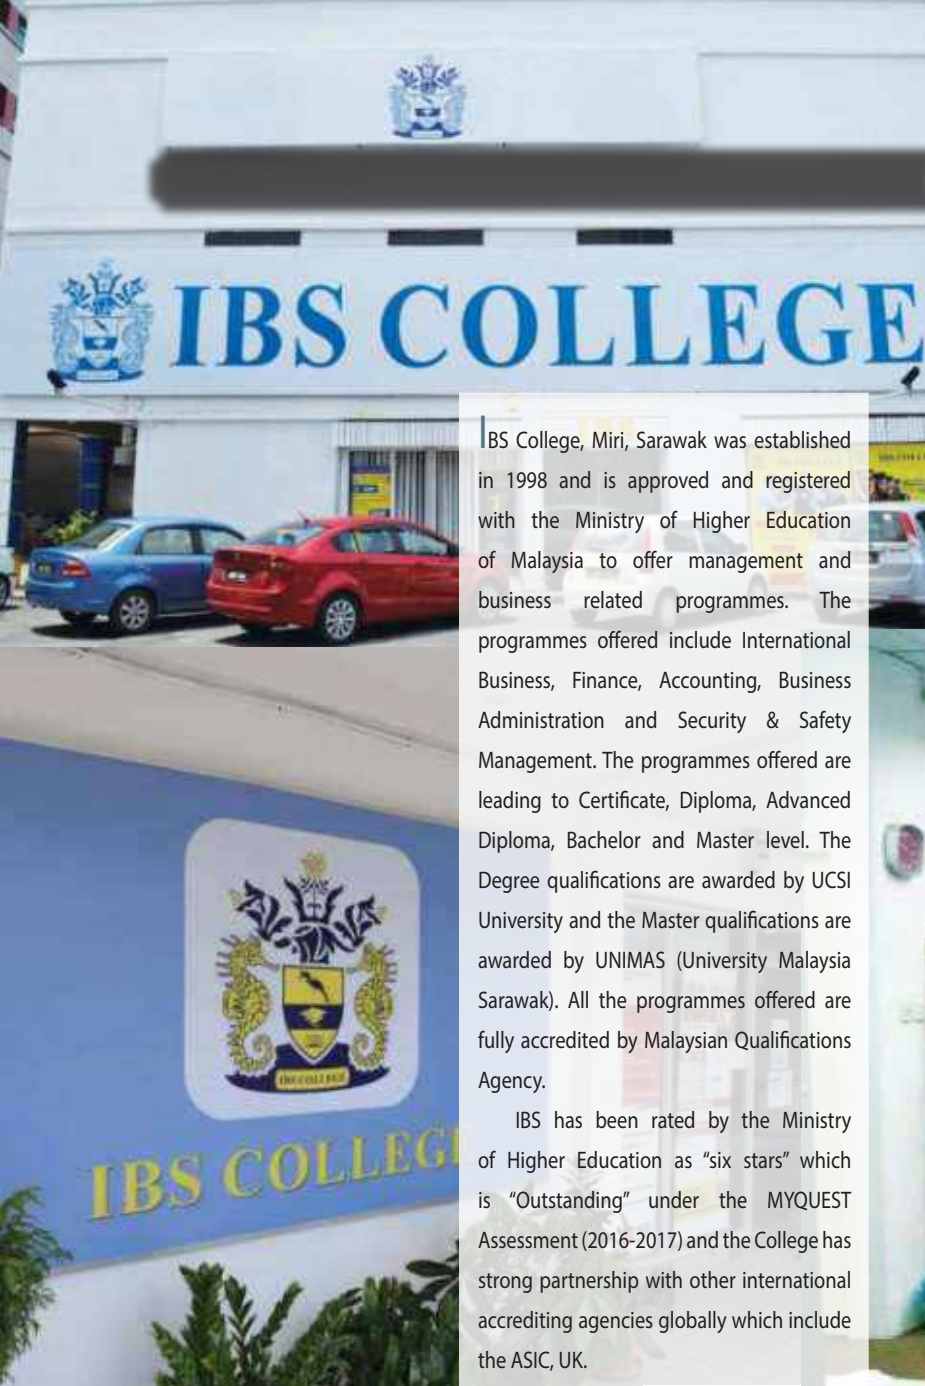 IBS COLLEGE
IBS College, Miri, Sarawak was established
in 1998 and is approved and registered
with the Ministry of Higher Education
of Malaysia to offer management and
business related programmes. The
programmes offered include International
Business, Finance, Accounting, Business
Administration and Security & Safety
Management. The programmes offered are
leading to Certificate, Diploma, Advanced
Diploma, Bachelor and Master level. The
Degree qualifications are awarded by UCSI
University and the Master qualifications are
awarded by UNIMAS (University Malaysia
Sarawak). All the programmes offered are
fully accredited by Malaysian Qualifications
Agency.
IBS has been rated by the Ministry
of Higher Education as “six stars” which
is “Outstanding” under the MYQUEST
Assessment (2016-2017) and the College has
strong partnership with other international
accrediting agencies globally which include
the ASIC, UK.
IBS COLLEGE
IBS COLLEGE